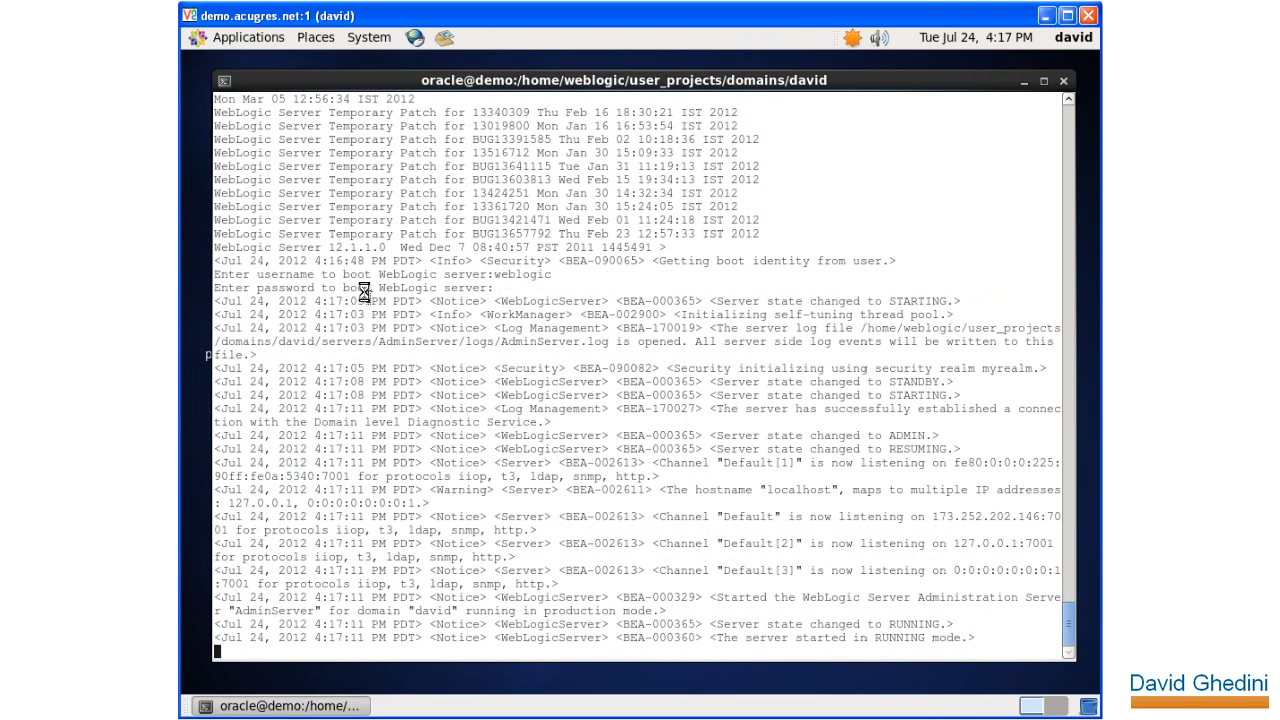 demo.acugres.net:1 (david)
Applications Places System Tue Jul 24, 4:17 PM david
oracle@demo:/home/weblogic/user_projects/domains/david
Mon Mar 05 12:56:34 IST 2012
WebLogic Server Temporary Patch for 13340309 Thu Feb 16 18:30:21 IST 2012
WebLogic Server Temporary Patch for 13019800 Mon Jan 16 16:53:54 IST 2012
WebLogic Server Temporary Patch for BUG13391585 Thu Feb 02 10:18:36 IST 2012
WebLogic Server Temporary Patch for 13516712 Mon Jan 30 15:09:33 IST 2012
WebLogic Server Temporary Patch for BUG13641115 Tue Jan 31 11:19:13 IST 2012
WebLogic Server Temporary Patch for BUG13603813 Wed Feb 15 19:34:13 IST 2012
WebLogic Server Temporary Patch for 13424251 Mon Jan 30 14:32:34 IST 2012
WebLogic Server Temporary Patch for 13361720 Mon Jan 30 15:24:05 IST 2012
WebLogic Server Temporary Patch for BUG13421471 Wed Feb 01 11:24:18 IST 2012
WebLogic Server Temporary Patch for BUG13657792 Thu Feb 23 12:57:33 IST 2012
WebLogic Server 12.1.1.0  Wed Dec 7 08:40:57 PST 2011 1445491 >
<Jul 24, 2012 4:16:48 PM PDT> <Info> <Security> <BEA-090065> <Getting boot identity from user.>
Enter username to boot WebLogic server:weblogic
Enter password to boot WebLogic server:
<Jul 24, 2012 4:17:03 PM PDT> <Notice> <WebLogicServer> <BEA-000365> <Server state changed to STARTING.>
<Jul 24, 2012 4:17:03 PM PDT> <Info> <WorkManager> <BEA-002900> <Initializing self-tuning thread pool.>
<Jul 24, 2012 4:17:03 PM PDT> <Notice> <Log Management> <BEA-170019> <The server log file /home/weblogic/user_projects
/domains/david/servers/AdminServer/logs/AdminServer.log is opened. All server side log events will be written to this
file.>
<Jul 24, 2012 4:17:05 PM PDT> <Notice> <Security> <BEA-090082> <Security initializing using security realm myrealm.>
<Jul 24, 2012 4:17:08 PM PDT> <Notice> <WebLogicServer> <BEA-000365> <Server state changed to STANDBY.>
<Jul 24, 2012 4:17:08 PM PDT> <Notice> <WebLogicServer> <BEA-000365> <Server state changed to STARTING.>
<Jul 24, 2012 4:17:11 PM PDT> <Notice> <Log Management> <BEA-170027> <The server has successfully established a connec
tion with the Domain level Diagnostic Service.>
<Jul 24, 2012 4:17:11 PM PDT> <Notice> <WebLogicServer> <BEA-000365> <Server state changed to ADMIN.>
<Jul 24, 2012 4:17:11 PM PDT> <Notice> <WebLogicServer> <BEA-000365> <Server state changed to RESUMING.>
<Jul 24, 2012 4:17:11 PM PDT> <Notice> <Server> <BEA-002613> <Channel "Default[1]" is now listening on fe80:0:0:0:225:
90ff:fe0a:5340:7001 for protocols iiop, t3, ldap, snmp, http.>
<Jul 24, 2012 4:17:11 PM PDT> <Warning> <Server> <BEA-002611> <The hostname "localhost", maps to multiple IP addresses
: 127.0.0.1, 0:0:0:0:0:0:0:1.>
<Jul 24, 2012 4:17:11 PM PDT> <Notice> <Server> <BEA-002613> <Channel "Default" is now listening on 173.252.202.146:70
01 for protocols iiop, t3, ldap, snmp, http.>
<Jul 24, 2012 4:17:11 PM PDT> <Notice> <Server> <BEA-002613> <Channel "Default[2]" is now listening on 127.0.0.1:7001
for protocols iiop, t3, ldap, snmp, http.>
<Jul 24, 2012 4:17:11 PM PDT> <Notice> <Server> <BEA-002613> <Channel "Default[3]" is now listening on 0:0:0:0:0:0:0:1
:7001 for protocols iiop, t3, ldap, snmp, http.>
<Jul 24, 2012 4:17:11 PM PDT> <Notice> <WebLogicServer> <BEA-000329> <Started the WebLogic Server Administration Serve
r "AdminServer" for domain "david" running in production mode.>
<Jul 24, 2012 4:17:11 PM PDT> <Notice> <WebLogicServer> <BEA-000365> <Server state changed to RUNNING.>
<Jul 24, 2012 4:17:11 PM PDT> <Notice> <WebLogicServer> <BEA-000360> <The server started in RUNNING mode.>
David Ghedini
oracle@demo:/home/...